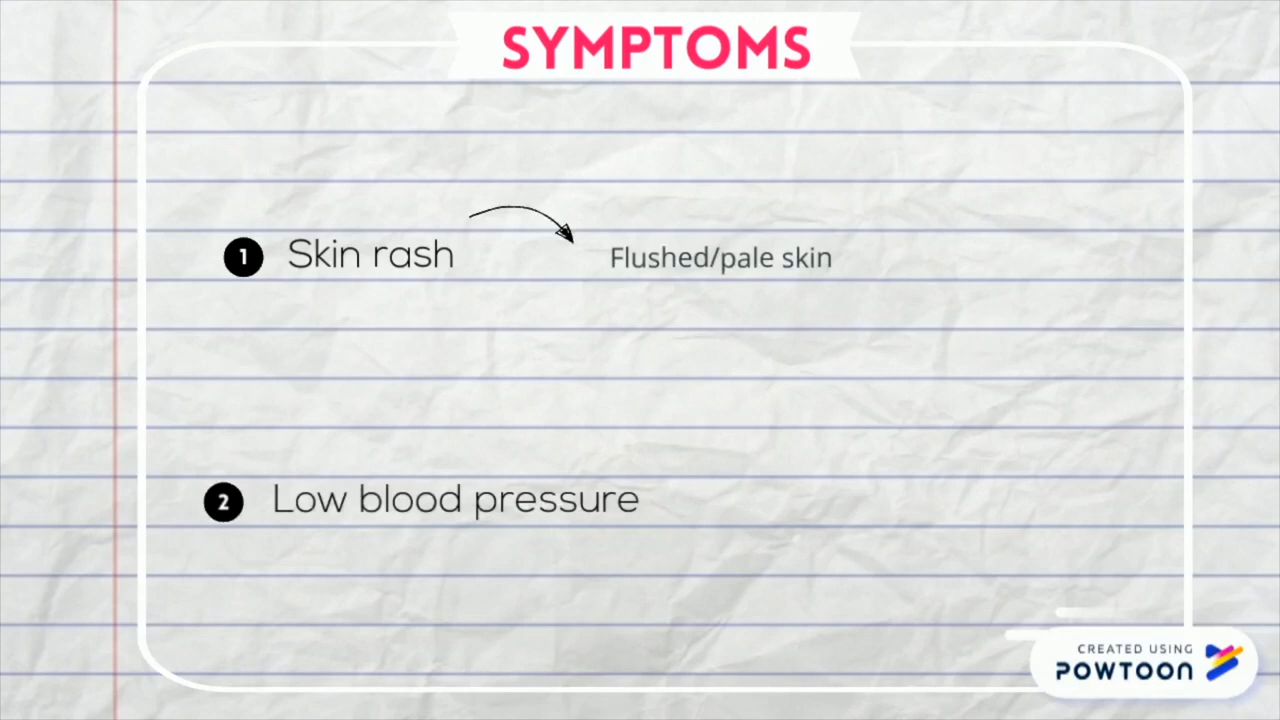 SYMPTOMS
1 Skin rash Flushed/pale skin
2 Low blood pressure
CREATED USING
POWTOON